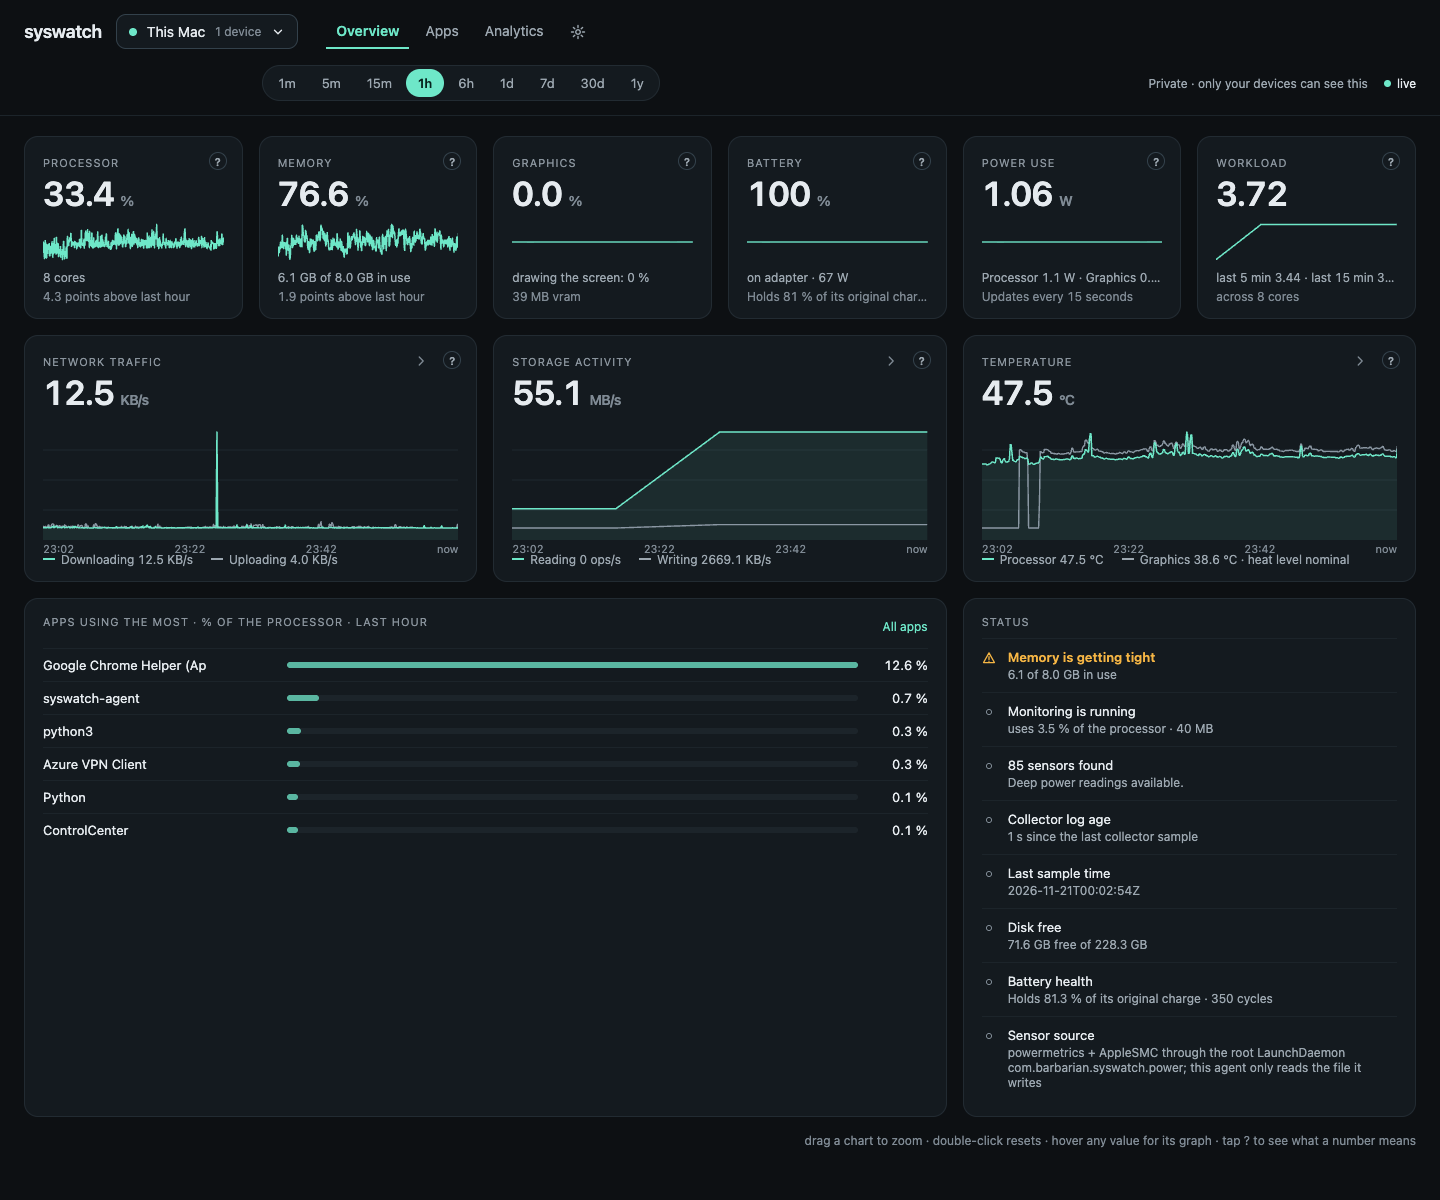 syswatch
This Mac 1 device
Overview
Apps
Analytics
1m 5m 15m 1h 6h 1d 7d 30d 1y
Private · only your devices can see this
live
PROCESSOR ?
33.4 %
8 cores
4.3 points above last hour
MEMORY ?
76.6 %
6.1 GB of 8.0 GB in use
1.9 points above last hour
GRAPHICS ?
0.0 %
drawing the screen: 0 %
39 MB vram
BATTERY ?
100 %
on adapter · 67 W
Holds 81 % of its original char...
POWER USE ?
1.06 W
Processor 1.1 W · Graphics 0....
Updates every 15 seconds
WORKLOAD ?
3.72
last 5 min 3.44 · last 15 min 3...
across 8 cores
NETWORK TRAFFIC ?
12.5 KB/s
23:02 23:22 23:42 now
Downloading 12.5 KB/s Uploading 4.0 KB/s
STORAGE ACTIVITY ?
55.1 MB/s
23:02 23:22 23:42 now
Reading 0 ops/s Writing 2669.1 KB/s
TEMPERATURE ?
47.5 °C
23:02 23:22 23:42 now
Processor 47.5 °C Graphics 38.6 °C · heat level nominal
APPS USING THE MOST · % OF THE PROCESSOR · LAST HOUR
All apps
Google Chrome Helper (Ap 12.6 %
syswatch-agent 0.7 %
python3 0.3 %
Azure VPN Client 0.3 %
Python 0.1 %
ControlCenter 0.1 %
STATUS
Memory is getting tight
6.1 of 8.0 GB in use
Monitoring is running
uses 3.5 % of the processor · 40 MB
85 sensors found
Deep power readings available.
Collector log age
1 s since the last collector sample
Last sample time
2026-11-21T00:02:54Z
Disk free
71.6 GB free of 228.3 GB
Battery health
Holds 81.3 % of its original charge · 350 cycles
Sensor source
powermetrics + AppleSMC through the root LaunchDaemon
com.barbarian.syswatch.power; this agent only reads the file it
writes
drag a chart to zoom · double-click resets · hover any value for its graph · tap ? to see what a number means